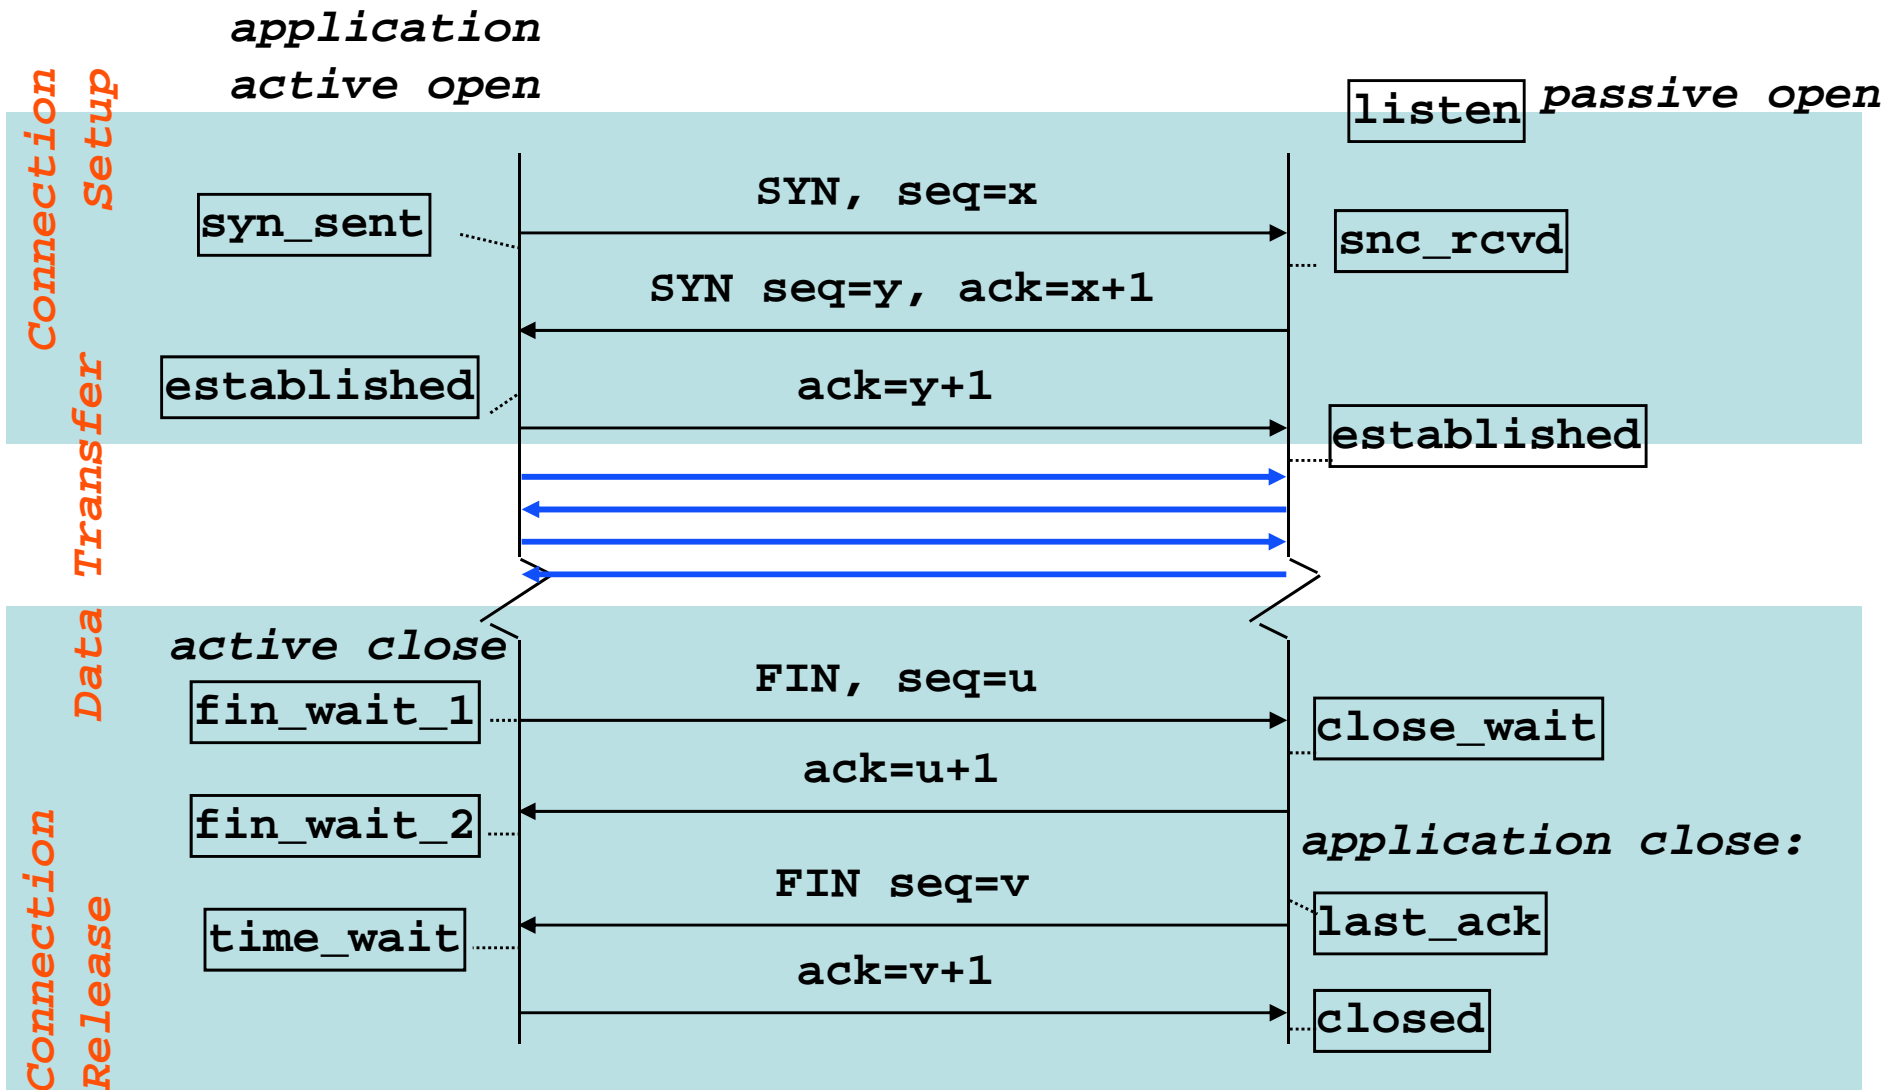 application
active open
listen
passive open
Connection
Setup
SYN, seq=x
syn_sent
snc_rcvd
SYN seq=y, ack=x+1
established
ack=y+1
established
Data Transfer
active close
FIN, seq=u
fin_wait_1
close_wait
ack=u+1
fin_wait_2
application close:
FIN seq=v
last_ack
time_wait
ack=v+1
closed
Connection
Release